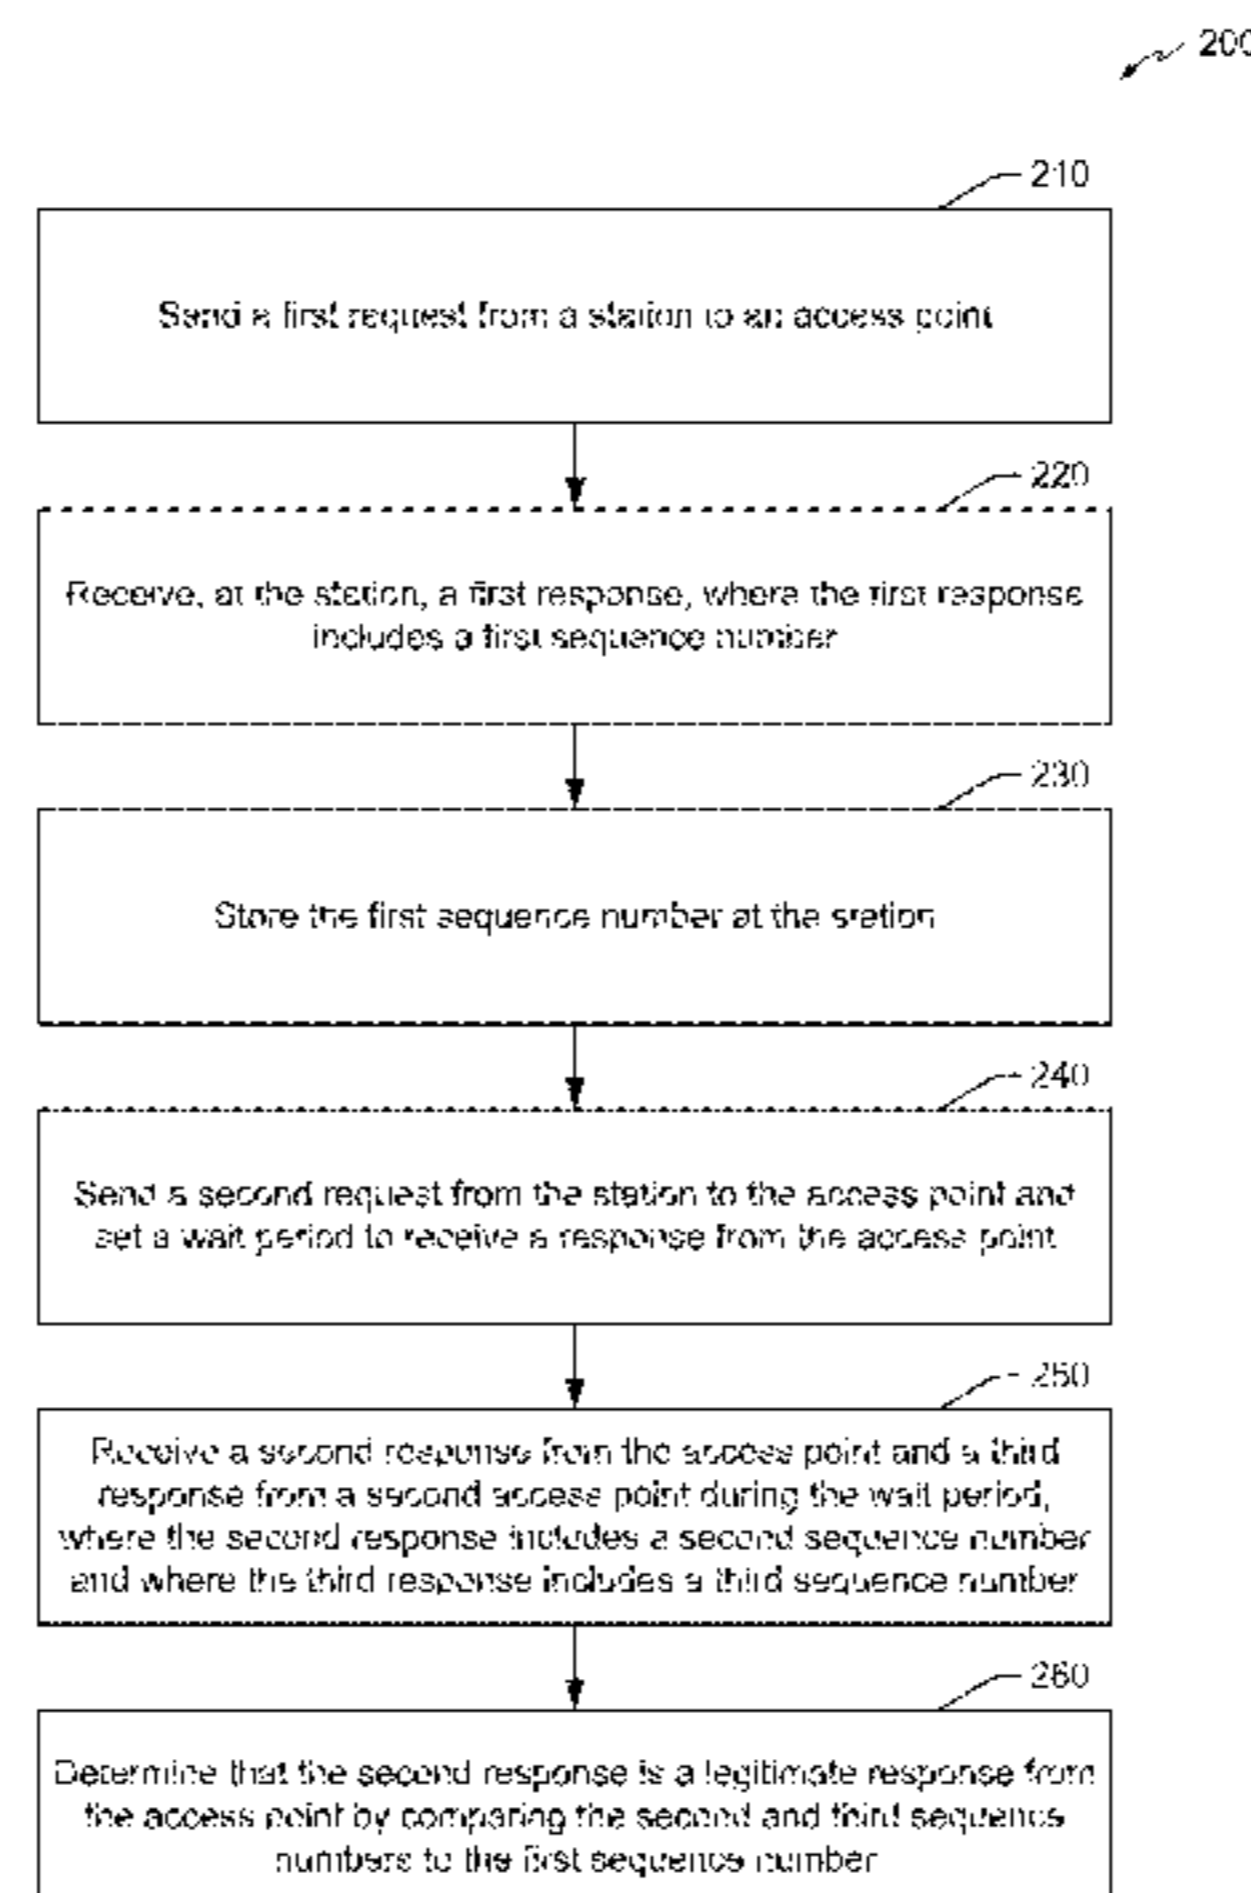 200
210
Send a first request from a station to an access point
220
Receive, at the station, a first response, where the first response
includes a first sequence number
230
Store the first sequence number at the station
240
Send a second request from the station to the access point and
set a wait period to receive a response from the access point
250
Receive a second response from the access point and a third
response from a second access point during the wait period,
where the second response includes a second sequence number
and where the third response includes a third sequence number
260
Determine that the second response is a legitimate response from
the access point by comparing the second and third sequence
numbers to the first sequence number